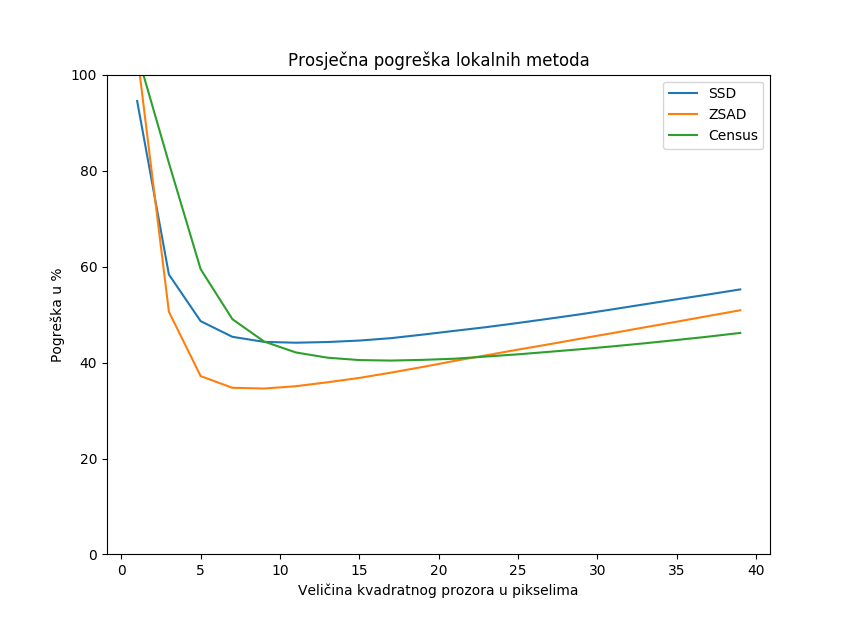 Prosječna pogreška lokalnih metoda
SSD
ZSAD
Census
Pogreška u %
100
80
60
40
20
0
0 5 10 15 20 25 30 35 40
Veličina kvadratnog prozora u pikselima